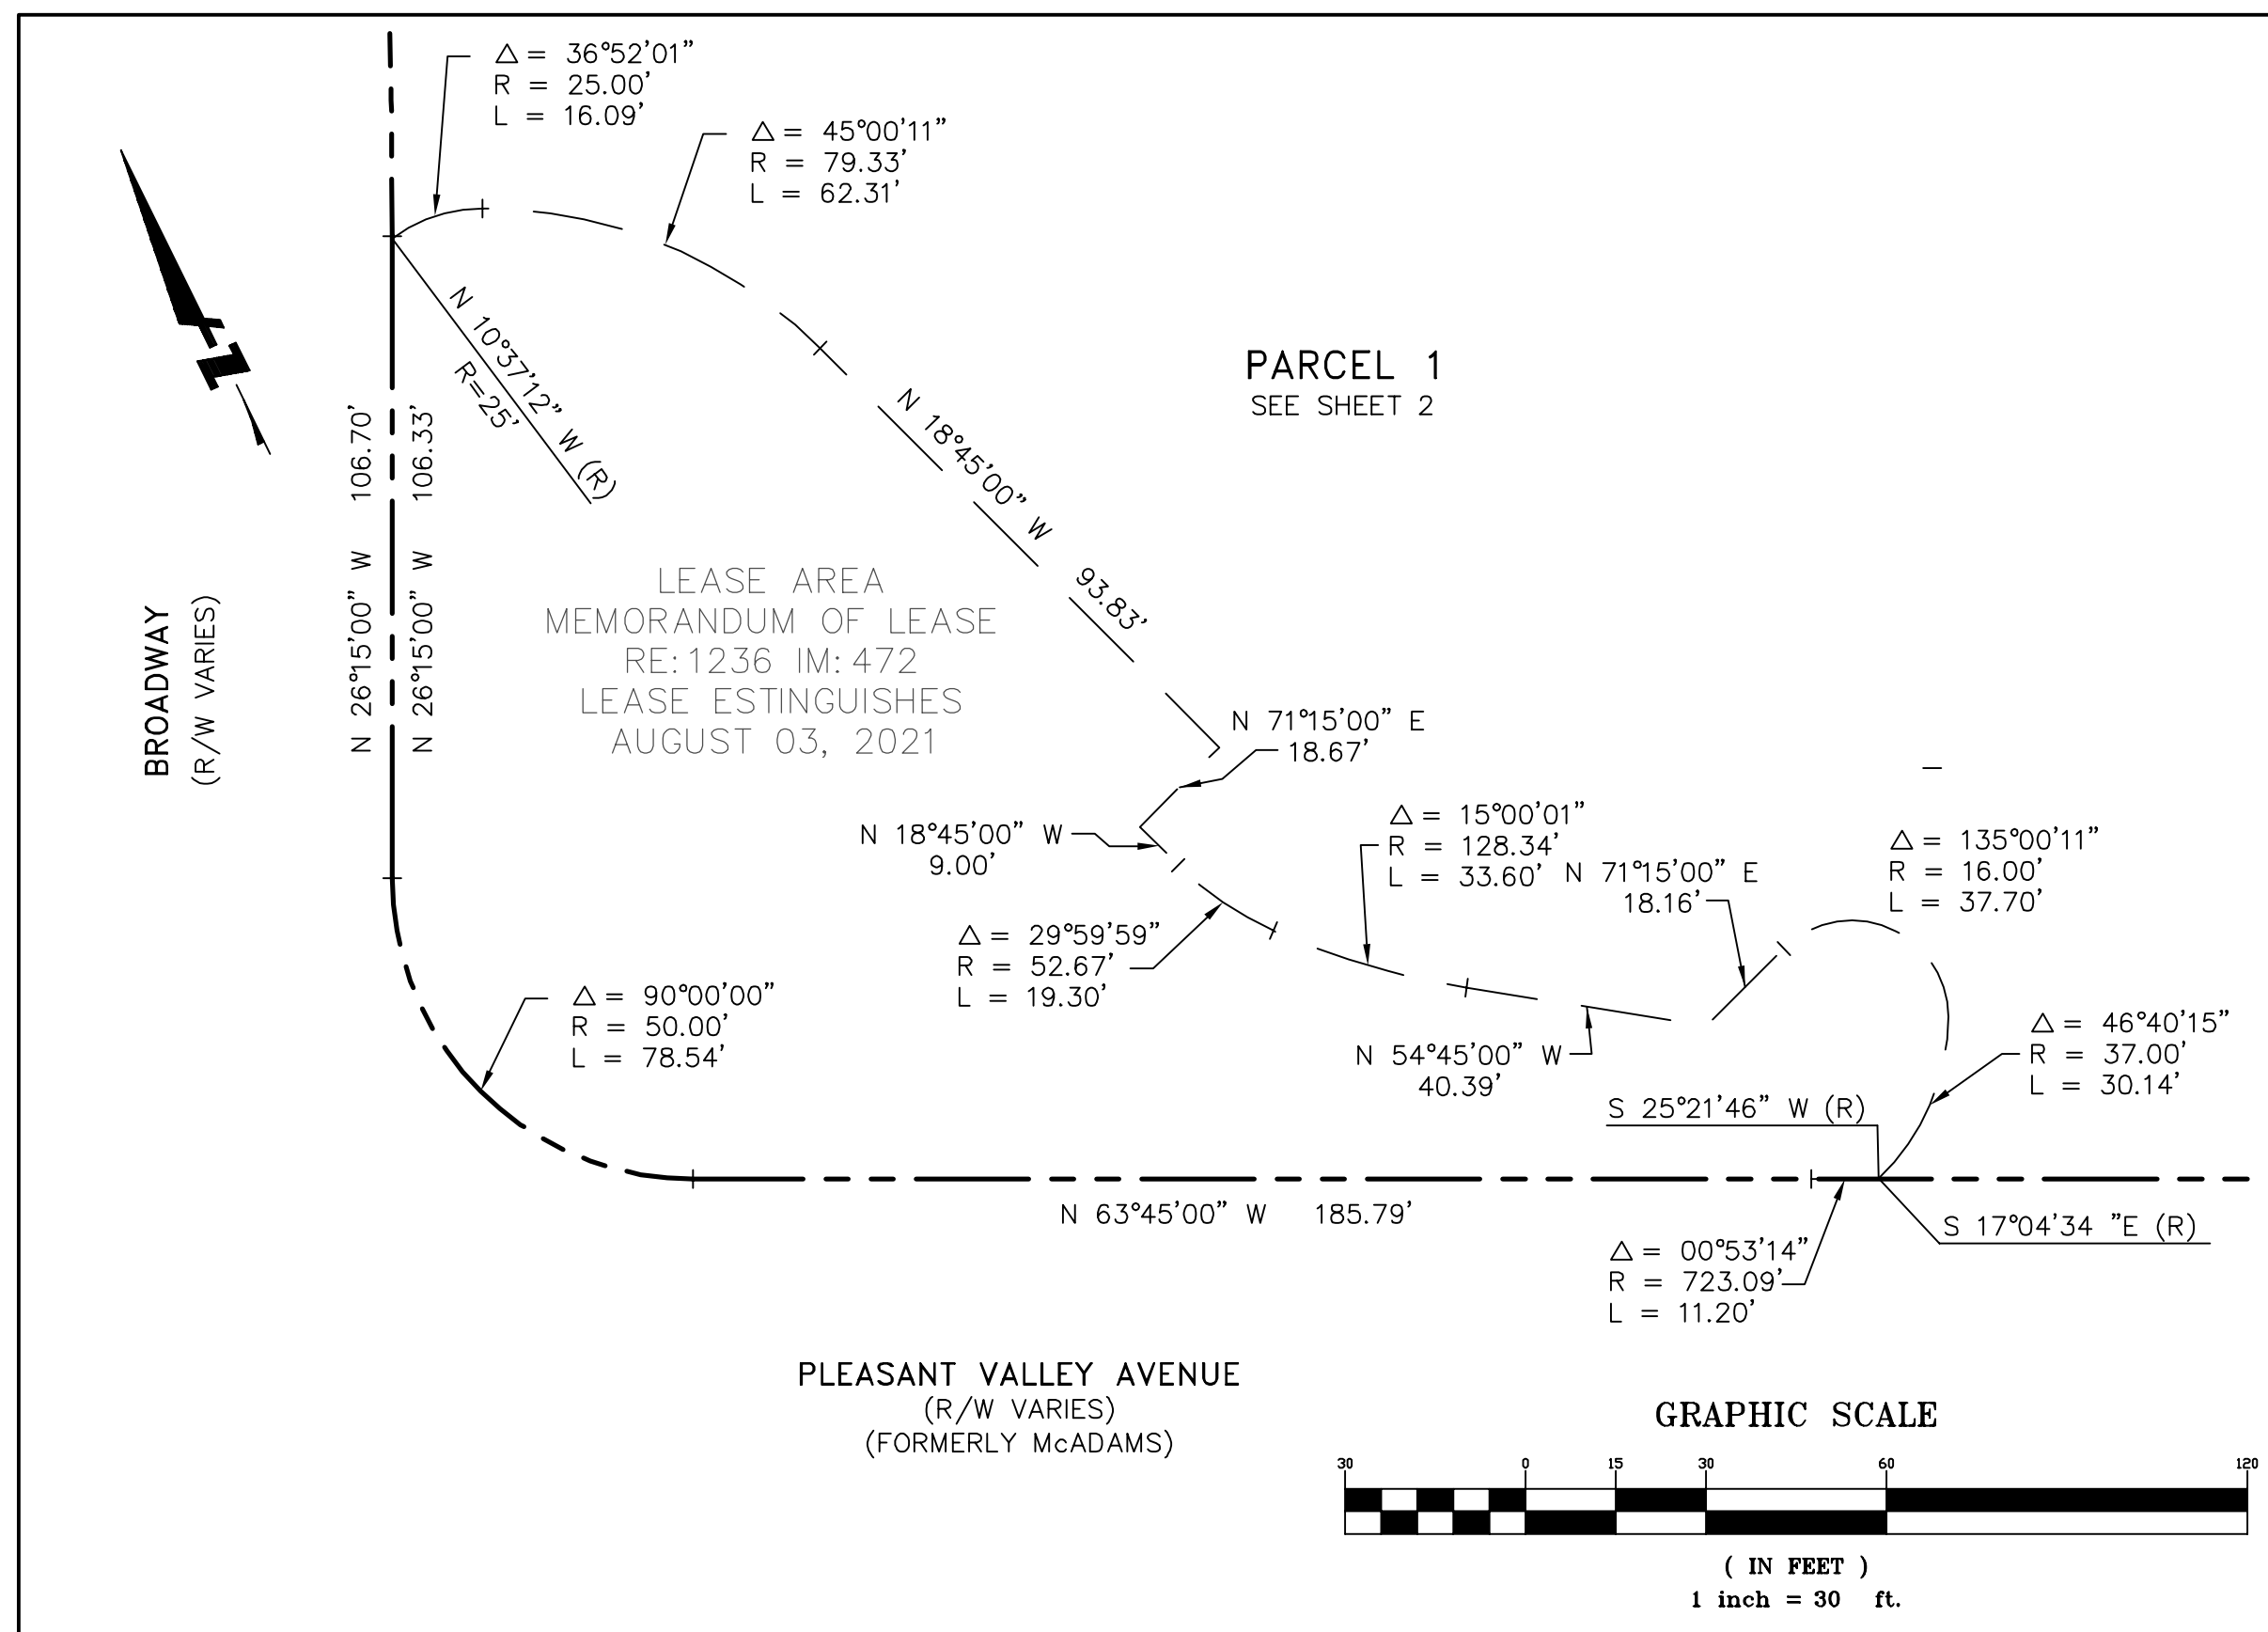 △ = 36°52'01"
R = 25.00'
L = 16.09'
△ = 45°00'11"
R = 79.33'
L = 62.31'
N
N 10°37'12" W (R)
R=25'
N 18°45'00" W 93.83'
PARCEL 1
SEE SHEET 2
N 26°15'00" W 106.70'
N 26°15'00" W 106.33'
BROADWAY
(R/W VARIES)
LEASE AREA
MEMORANDUM OF LEASE
RE: 1236 IM: 472
LEASE ESTINGUISHES
AUGUST 03, 2021
N 71°15'00" E
18.67'
N 18°45'00" W
9.00'
△ = 15°00'01"
R = 128.34'
L = 33.60'
N 71°15'00" E
18.16'
△ = 135°00'11"
R = 16.00'
L = 37.70'
△ = 29°59'59"
R = 52.67'
L = 19.30'
△ = 90°00'00"
R = 50.00'
L = 78.54'
N 54°45'00" W
40.39'
△ = 46°40'15"
R = 37.00'
L = 30.14'
S 25°21'46" W (R)
N 63°45'00" W 185.79'
S 17°04'34 "E (R)
△ = 00°53'14"
R = 723.09'
L = 11.20'
PLEASANT VALLEY AVENUE
(R/W VARIES)
(FORMERLY McADAMS)
GRAPHIC SCALE
30 0 15 30 60 120
( IN FEET )
1 inch = 30 ft.